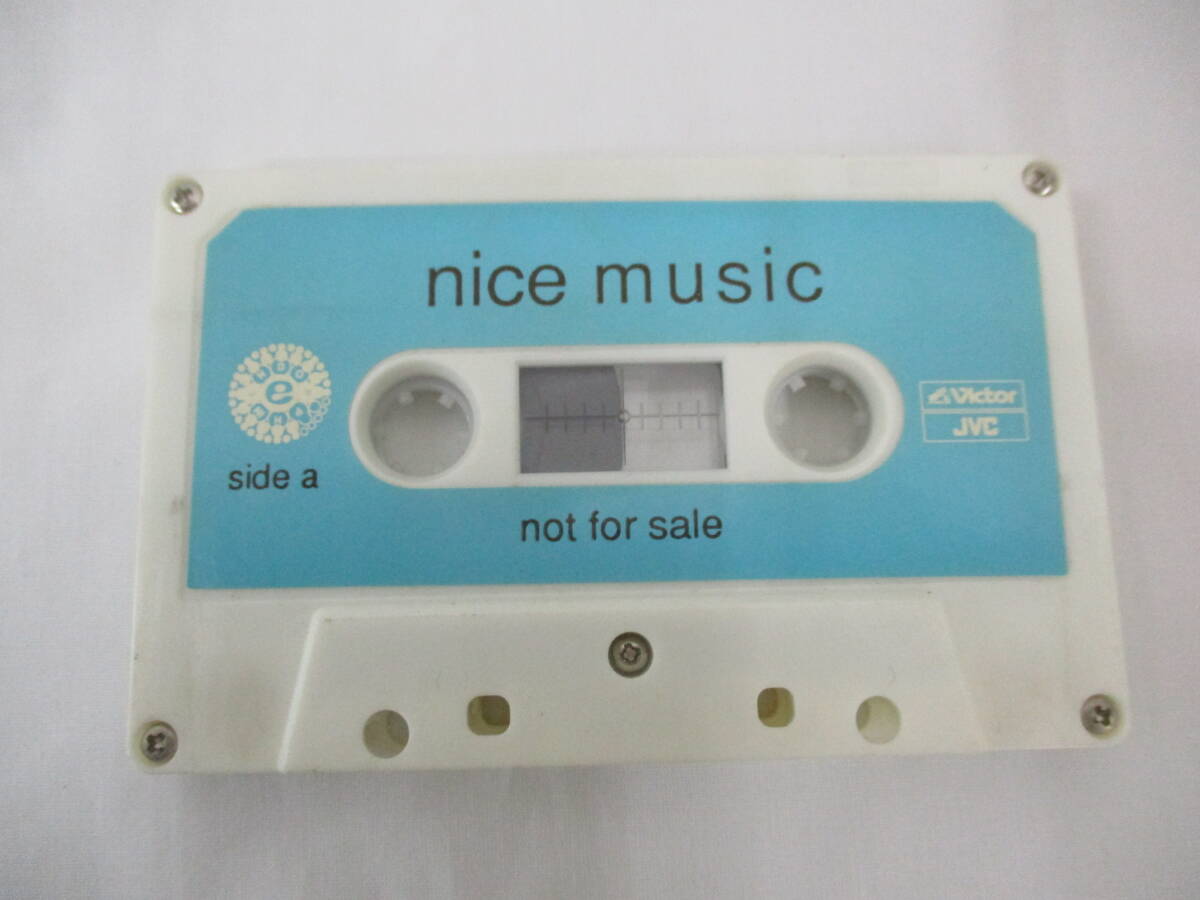 nice music
e
Victor
JVC
side a
not for sale